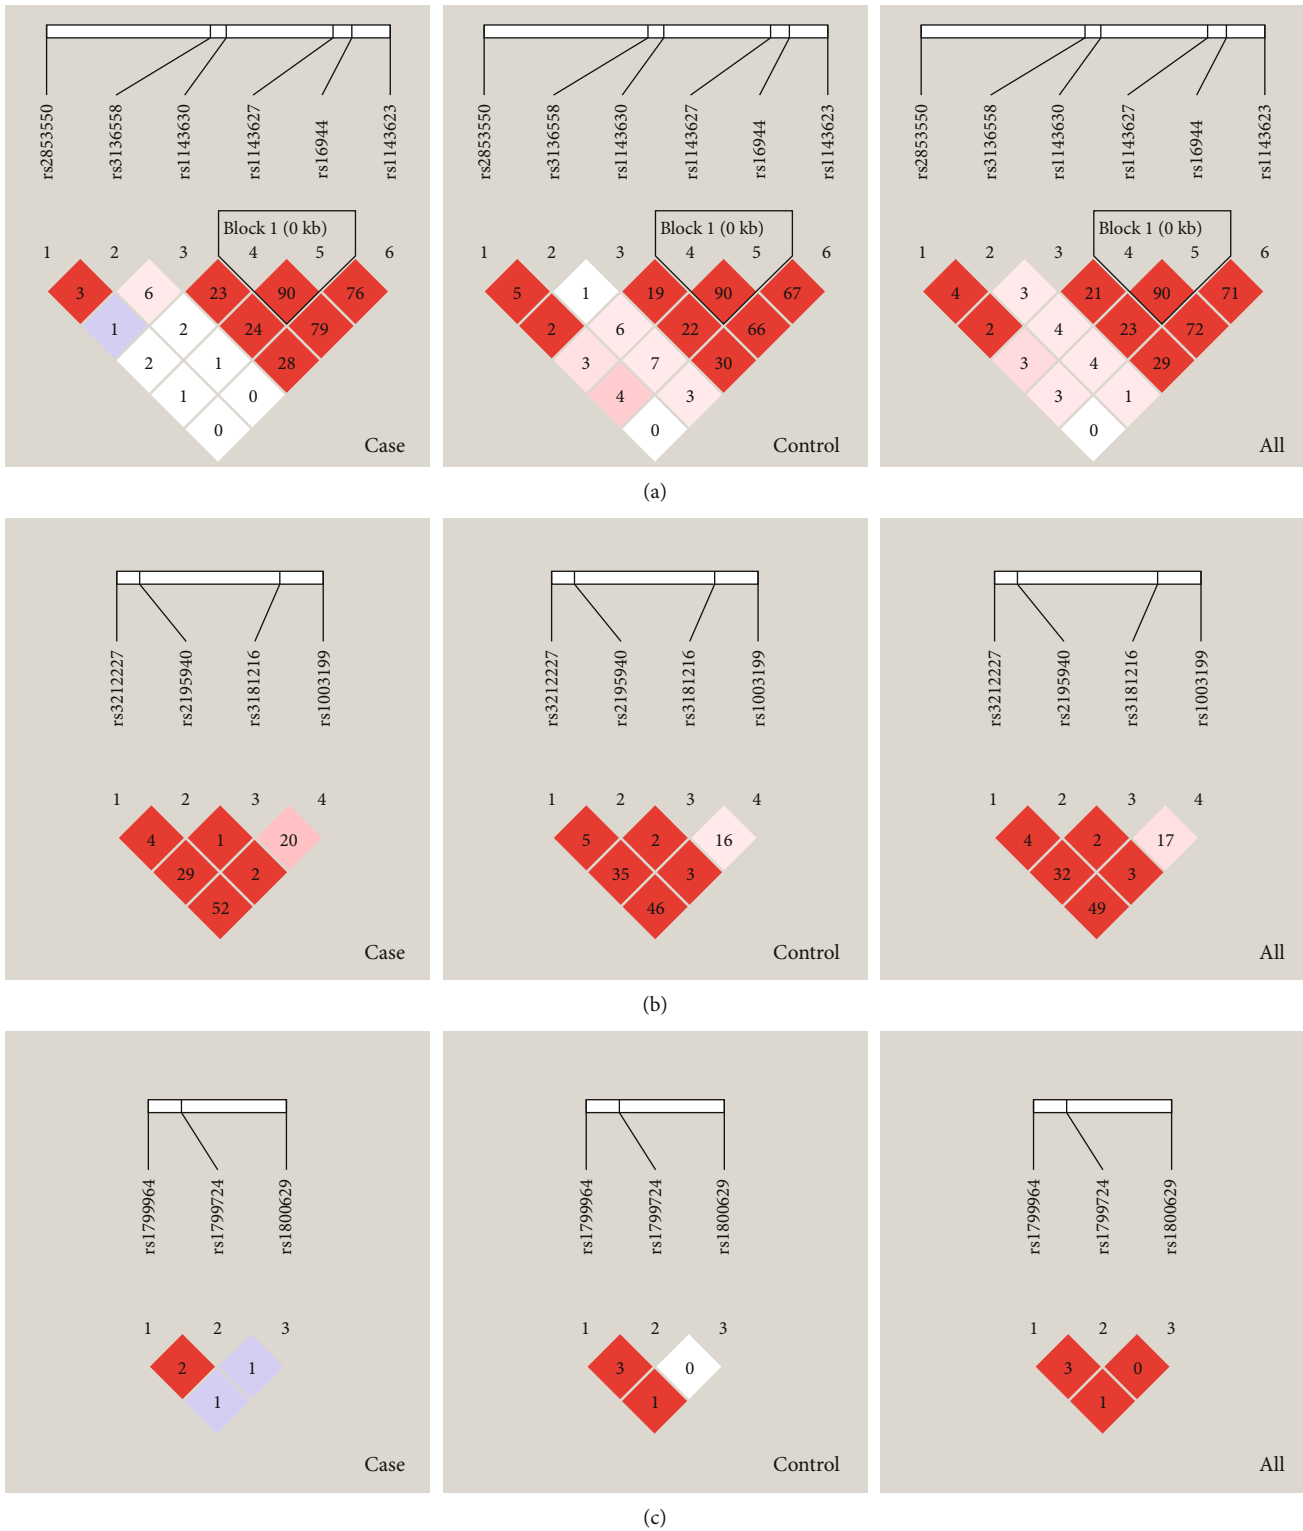 rs2853550 rs3136558 rs1143630 rs1143627 rs16944 rs1143623
Block 1 (0 kb)
1 2 3 4 5 6
3 6 23 90 76
1 2 24 79
2 1 28
1 0
0
Case
rs2853550 rs3136558 rs1143630 rs1143627 rs16944 rs1143623
Block 1 (0 kb)
1 2 3 4 5 6
5 1 19 90 67
2 6 22 66
3 7 30
4 3
0
Control
rs2853550 rs3136558 rs1143630 rs1143627 rs16944 rs1143623
Block 1 (0 kb)
1 2 3 4 5 6
4 3 21 90 71
2 4 23 72
3 4 29
3 1
0
All
(a)
rs3212227 rs2195940 rs3181216 rs1003199
1 2 3 4
4 1 20
29 2
52
Case
rs3212227 rs2195940 rs3181216 rs1003199
1 2 3 4
5 2 16
35 3
46
Control
rs3212227 rs2195940 rs3181216 rs1003199
1 2 3 4
4 2 17
32 3
49
All
(b)
rs1799964 rs1799724 rs1800629
1 2 3
2 1
1
Case
rs1799964 rs1799724 rs1800629
1 2 3
3 0
1
Control
rs1799964 rs1799724 rs1800629
1 2 3
3 0
1
All
(c)